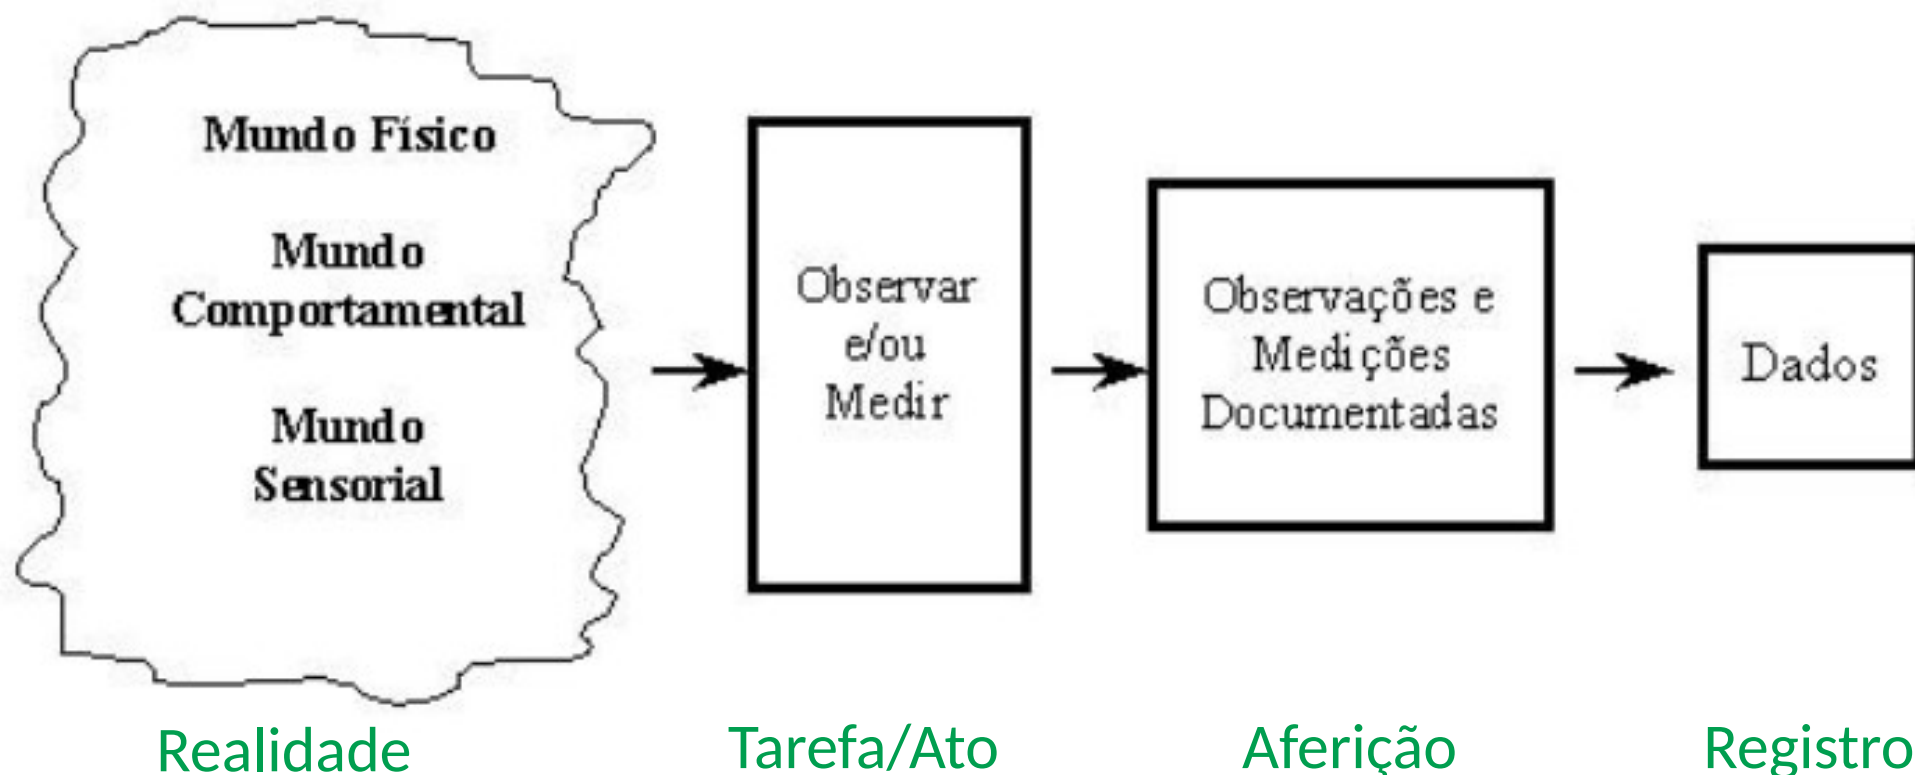 Mundo Físico
Mundo
Comportamental
Mundo
Sensorial
Observar
e/ou
Medir
Observações e
Medições
Documentadas
Dados
Realidade
Tarefa/Ato
Aferição
Registro